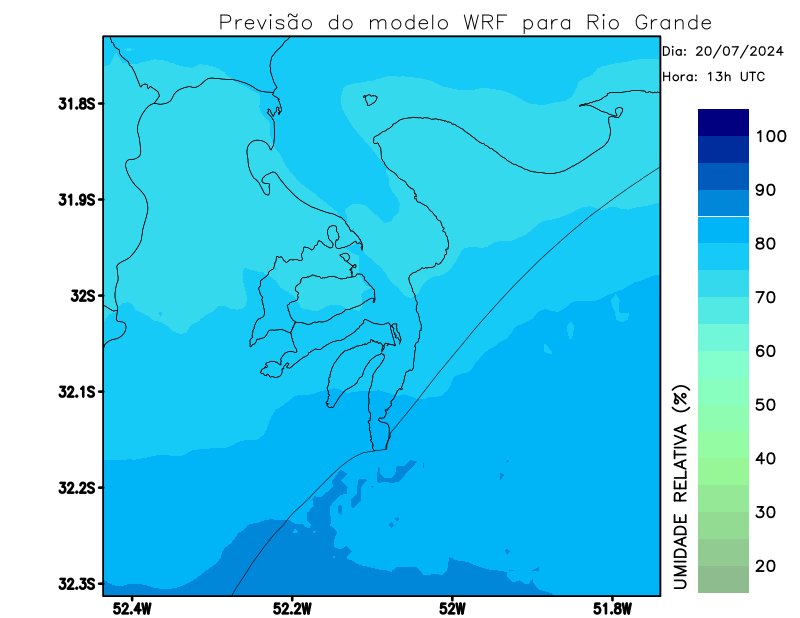 Previsão do modelo WRF para Rio Grande
Dia: 20/07/2024
Hora: 13h UTC
31.8S
31.9S
32S
32.1S
32.2S
32.3S
52.4W
52.2W
52W
51.8W
100
90
80
70
60
50
40
30
20
UMIDADE RELATIVA (%)